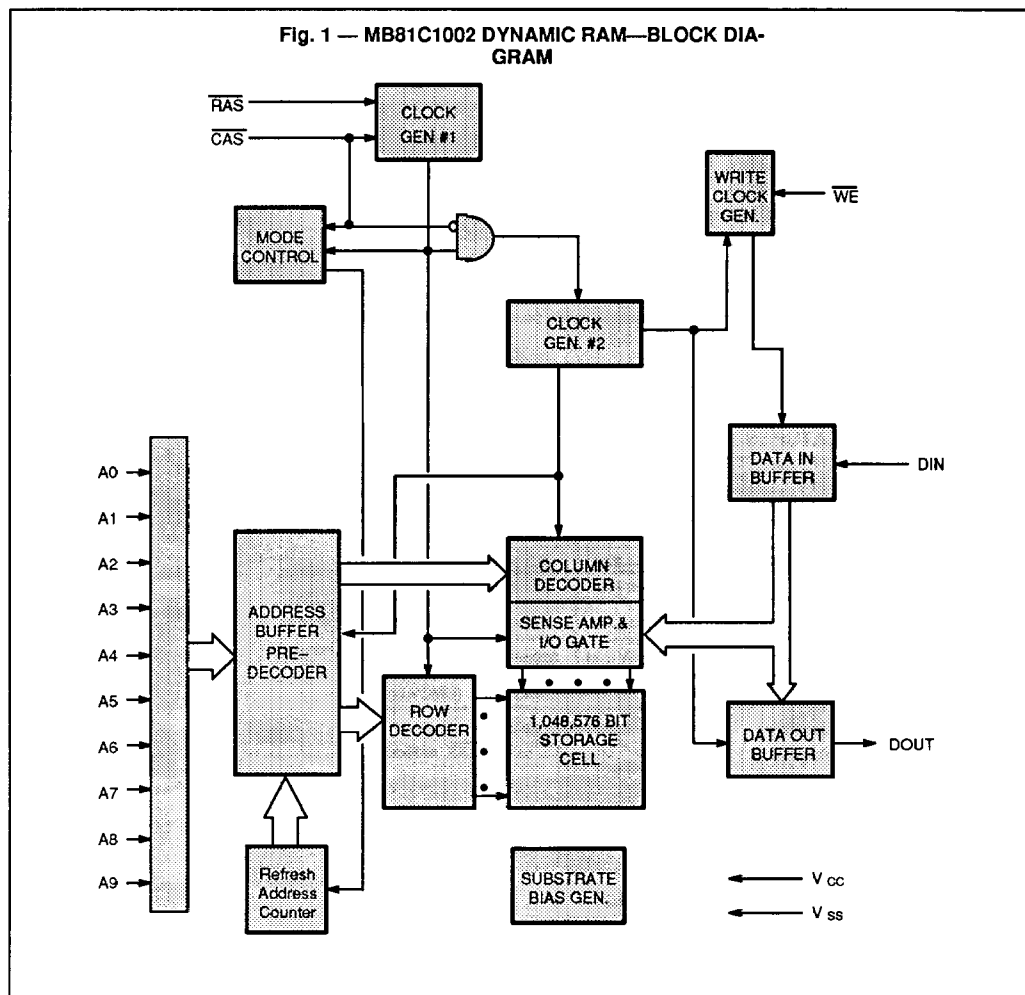 Fig. 1 — MB81C1002 DYNAMIC RAM—BLOCK DIA-
GRAM
RAS
CAS
CLOCK
GEN #1
WRITE
CLOCK
GEN.
WE
MODE
CONTROL
CLOCK
GEN. #2
DATA IN
BUFFER
DIN
A0
A1
A2
A3
A4
A5
A6
A7
A8
A9
ADDRESS
BUFFER
PRE–
DECODER
COLUMN
DECODER
SENSE AMP.&
I/O GATE
ROW
DECODER
1,048,576 BIT
STORAGE
CELL
DATA OUT
BUFFER
DOUT
Refresh
Address
Counter
SUBSTRATE
BIAS GEN.
V CC
V SS